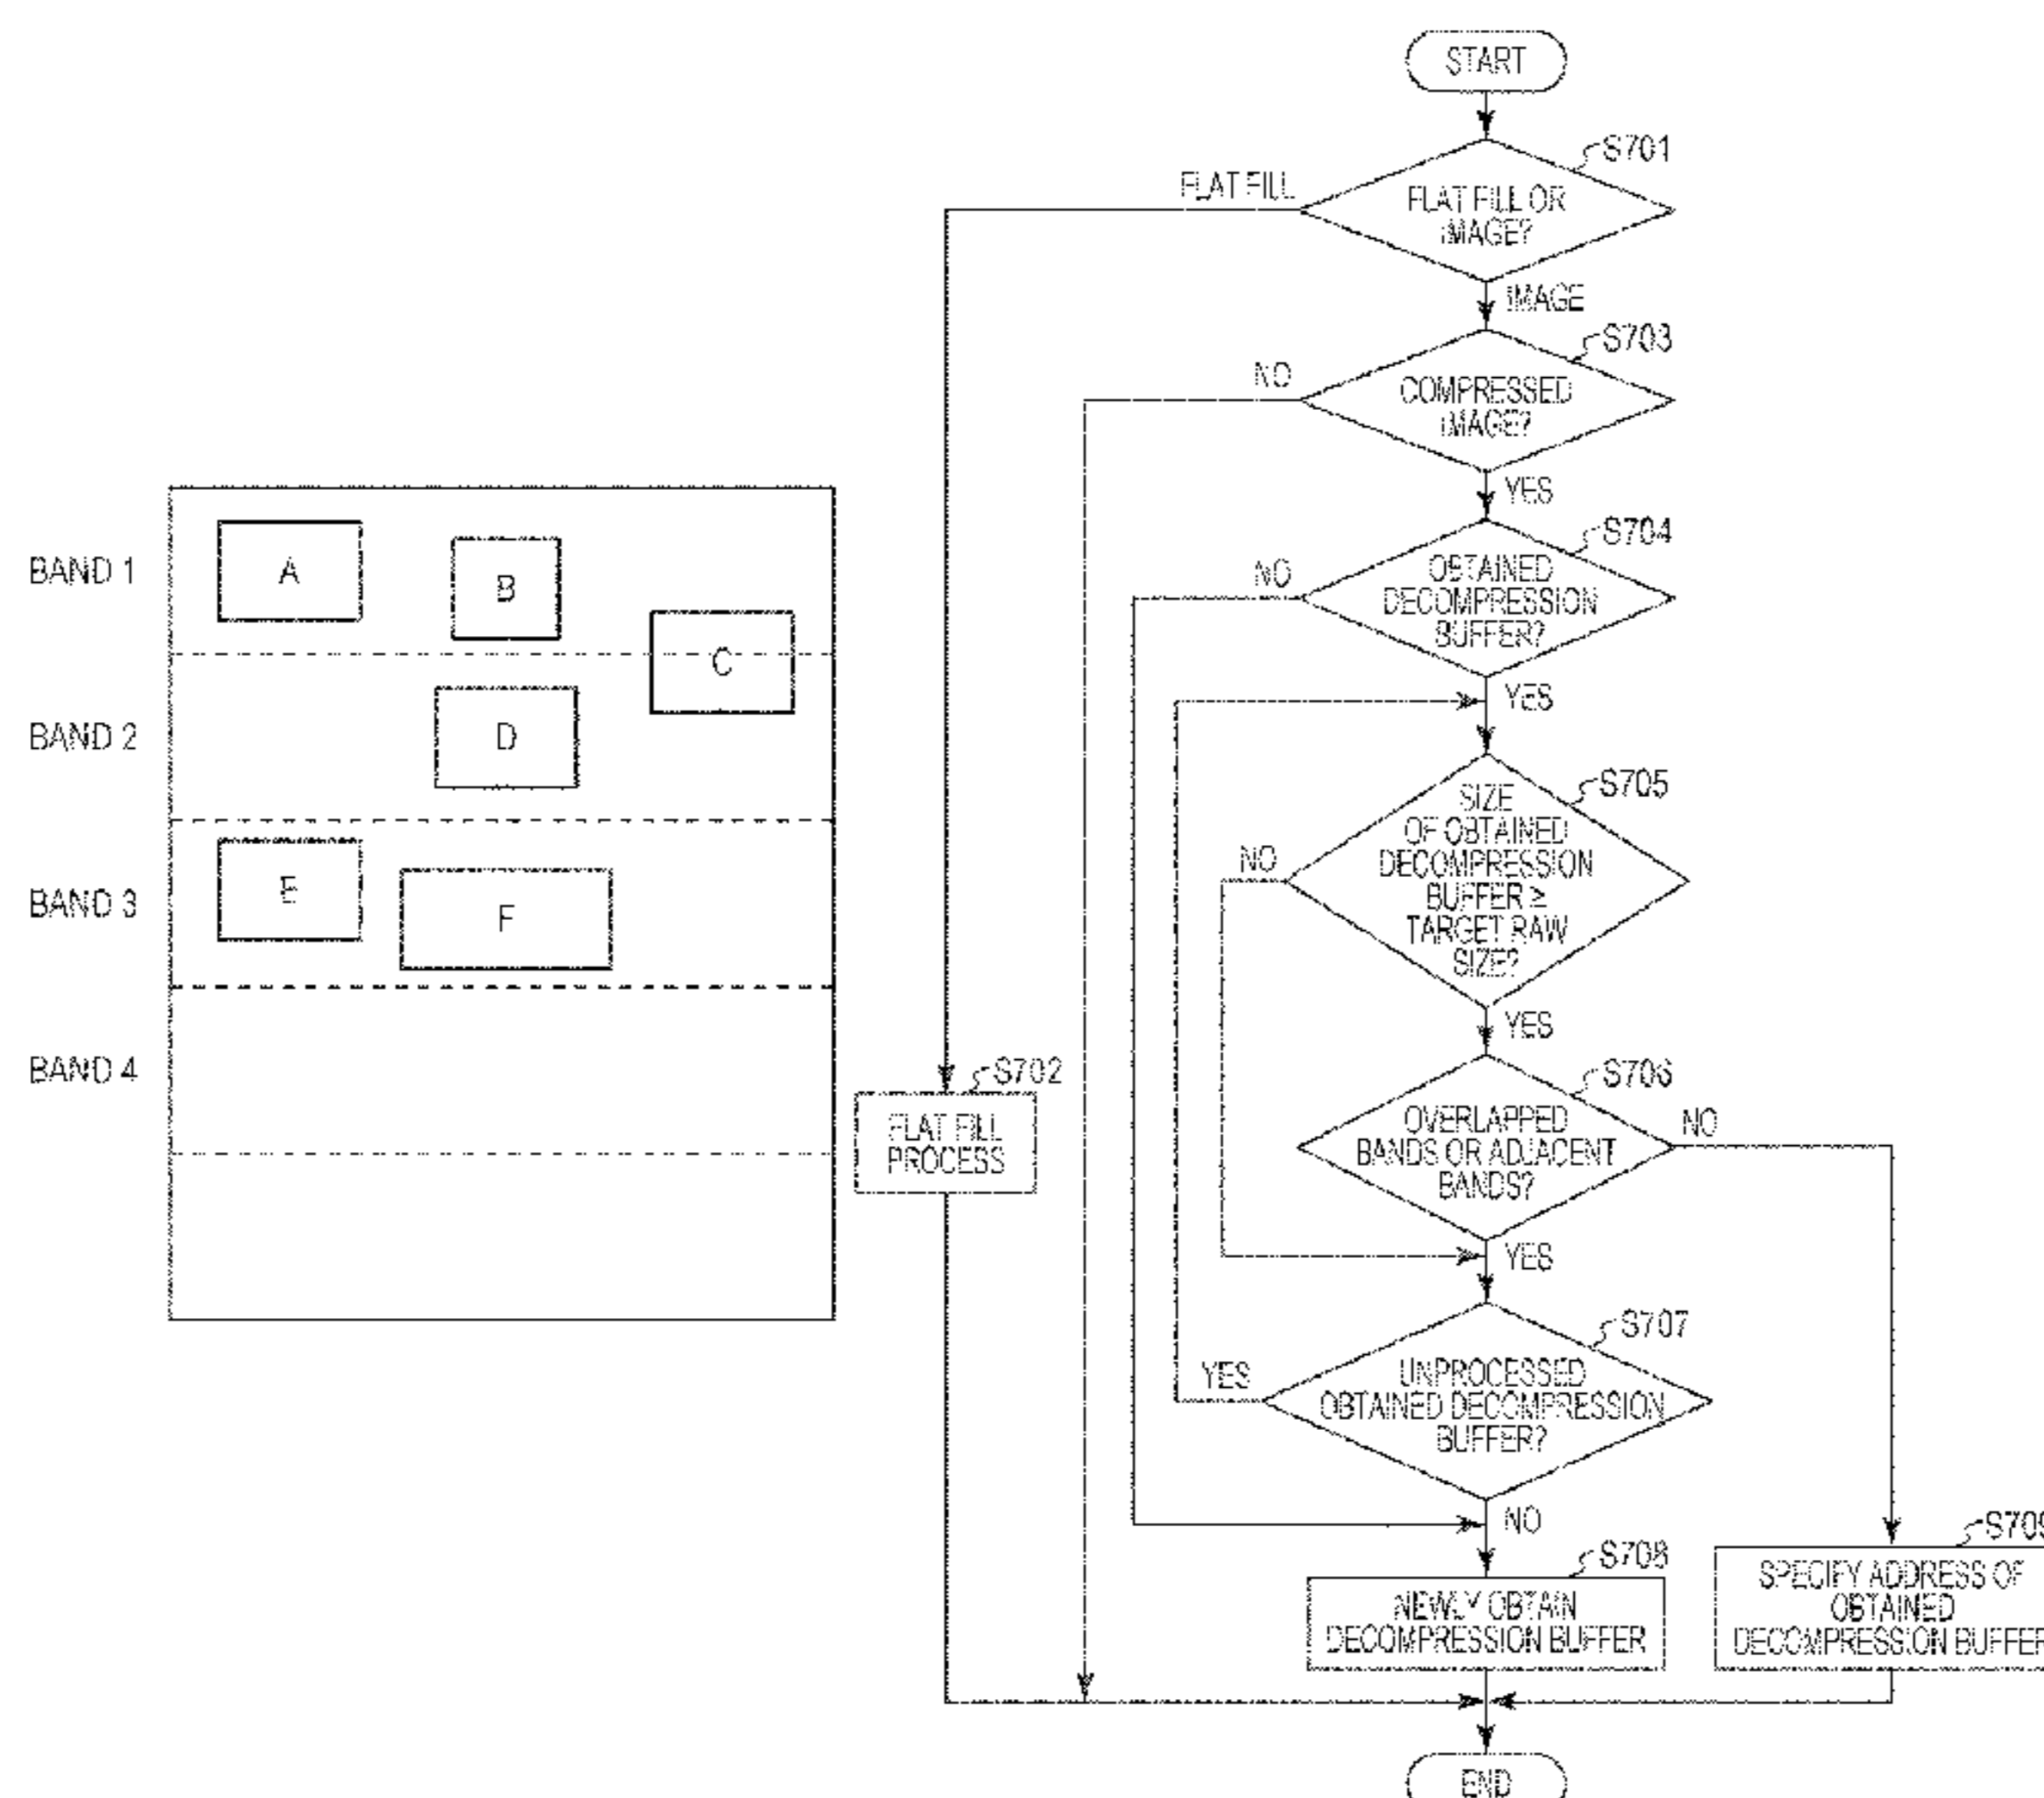 BAND 1
A
B
C
BAND 2
D
BAND 3
E
F
BAND 4
START
S701
FLAT FILL OR
IMAGE?
FLAT FILL
IMAGE
S703
COMPRESSED
IMAGE?
NO
YES
S704
OBTAINED
DECOMPRESSION
BUFFER?
NO
YES
S705
SIZE
OF OBTAINED
DECOMPRESSION
BUFFER ≥
TARGET RAW
SIZE?
NO
YES
S702
FLAT FILL
PROCESS
S706
OVERLAPPED
BANDS OR ADJACENT
BANDS?
NO
YES
S707
UNPROCESSED
OBTAINED DECOMPRESSION
BUFFER?
YES
NO
S708
NEWLY OBTAIN
DECOMPRESSION BUFFER
S709
SPECIFY ADDRESS OF
OBTAINED
DECOMPRESSION BUFFER
END